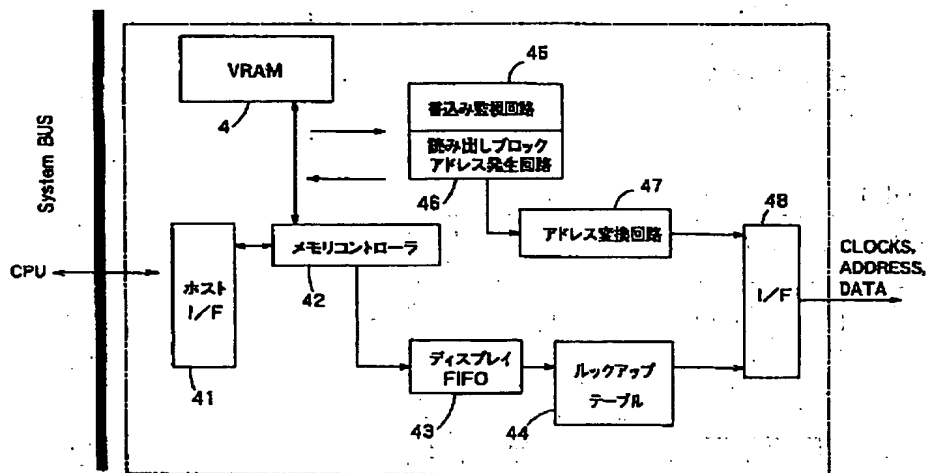 System BUS
CPU
VRAM
4
45
書込み監視回路
読み出しブロック
アドレス発生回路
46
47
アドレス変換回路
48
I/F
CLOCKS,
ADDRESS,
DATA
ホスト
I/F
41
メモリコントローラ
42
ディスプレイ
FIFO
43
ルックアップ
テーブル
44